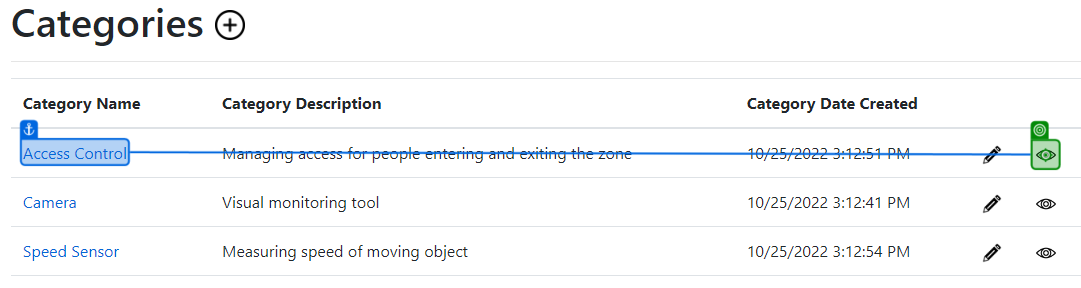 Categories
Category Name Category Description Category Date Created
Access Control Managing access for people entering and exiting the zone 10/25/2022 3:12:51 PM
Camera Visual monitoring tool 10/25/2022 3:12:41 PM
Speed Sensor Measuring speed of moving object 10/25/2022 3:12:54 PM